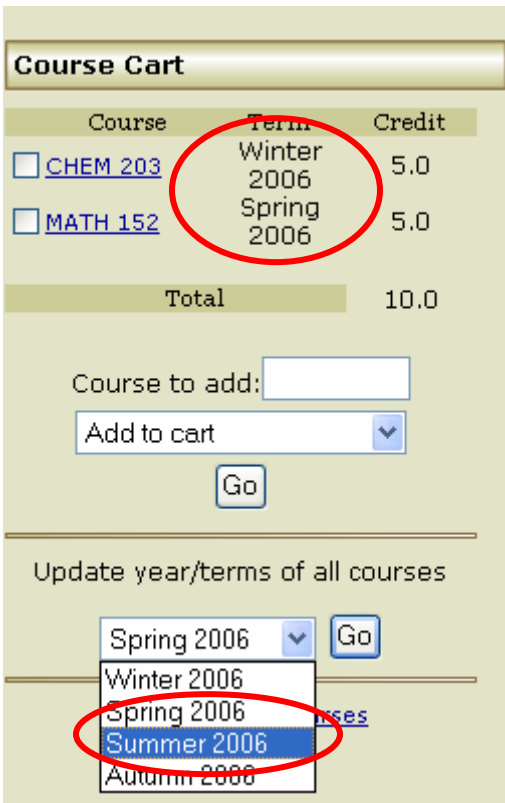 Course Cart
Course Term Credit
CHEM 203 Winter 2006 5.0
MATH 152 Spring 2006 5.0
Total 10.0
Course to add:
Add to cart
Go
Update year/terms of all courses
Spring 2006 Go
Winter 2006
Spring 2006
Summer 2006
Autumn 2006